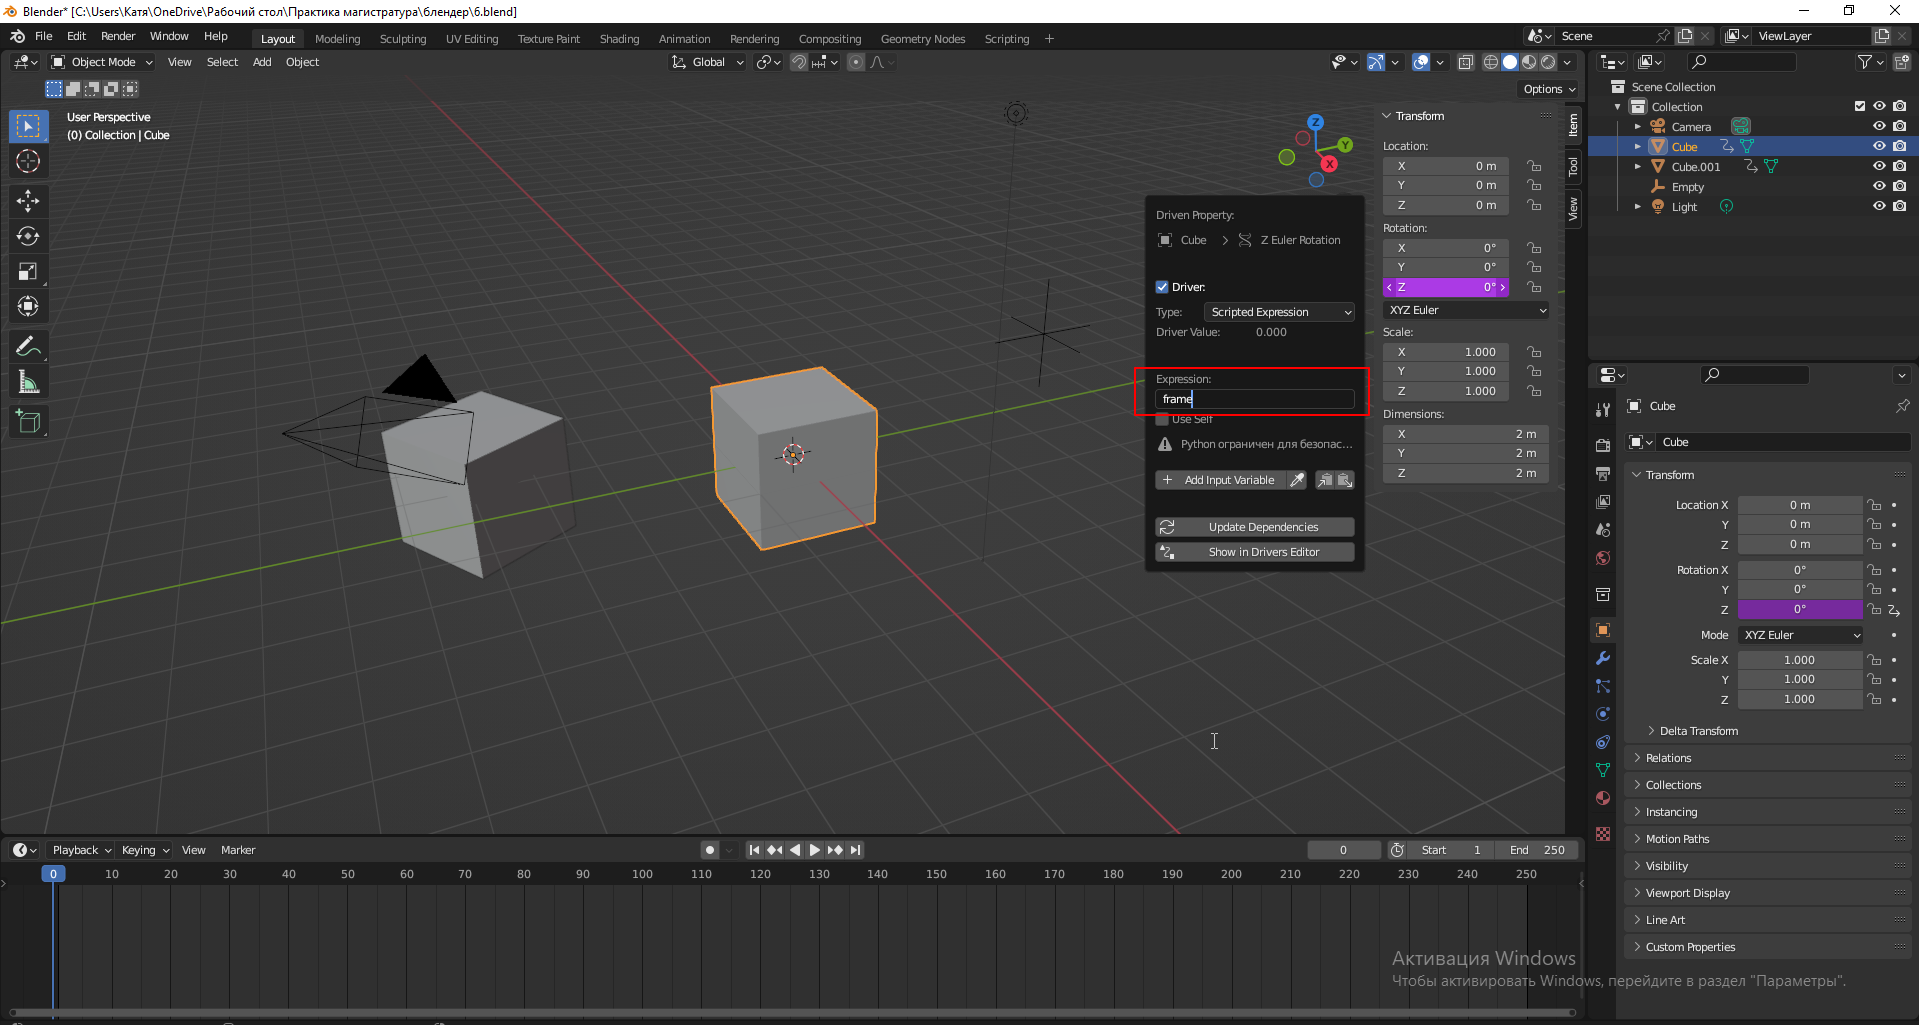 Blender* [C:\Users\Катя\OneDrive\Рабочий стол\Практика магистратура\блендер\6.blend]
File Edit Render Window Help Layout Modeling Sculpting UV Editing Texture Paint Shading Animation Rendering Compositing Geometry Nodes Scripting + Scene ViewLayer
Object Mode View Select Add Object Global
Options
User Perspective
(0) Collection | Cube
Z
Y
X
Transform
Location:
X 0 m
Y 0 m
Z 0 m
Rotation:
X 0°
Y 0°
Z 0°
XYZ Euler
Scale:
X 1.000
Y 1.000
Z 1.000
Dimensions:
X 2 m
Y 2 m
Z 2 m
Item
Tool
View
Driven Property:
Cube > Z Euler Rotation
Driver:
Type: Scripted Expression
Driver Value: 0.000
Expression:
frame
Use Self
Python ограничен для безопас...
+ Add Input Variable
Update Dependencies
Show in Drivers Editor
Scene Collection
Collection
Camera
Cube
Cube.001
Empty
Light
Cube
Cube
Transform
Location X 0 m
Y 0 m
Z 0 m
Rotation X 0°
Y 0°
Z 0°
Mode XYZ Euler
Scale X 1.000
Y 1.000
Z 1.000
Delta Transform
Relations
Collections
Instancing
Motion Paths
Visibility
Viewport Display
Line Art
Custom Properties
Playback Keying View Marker 0 Start 1 End 250
0 10 20 30 40 50 60 70 80 90 100 110 120 130 140 150 160 170 180 190 200 210 220 230 240 250
Активация Windows
Чтобы активировать Windows, перейдите в раздел "Параметры".